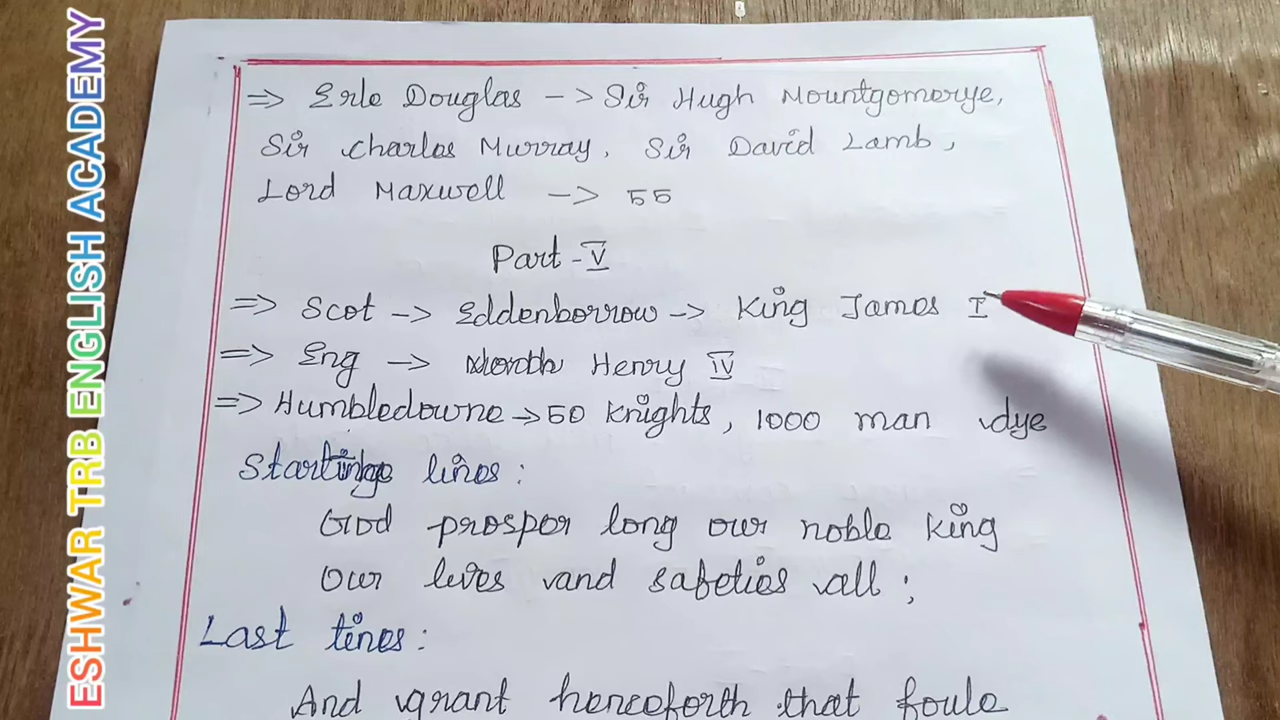 ESHWAR TRB ENGLISH ACADEMY
=> Erle Douglas -> Sir Hugh Mountgomerye,
Sir Charles Murray, Sir David Lamb,
Lord Maxwell -> 55
Part - V
=> Scot -> Eddenborrow -> King James I
=> Eng -> North Henry IV
=> Humbledowne -> 50 Knights, 1000 man dye
Starting lines:
God prosper long our noble king
Our lives and safeties all;
Last lines:
And grant henceforth that foule